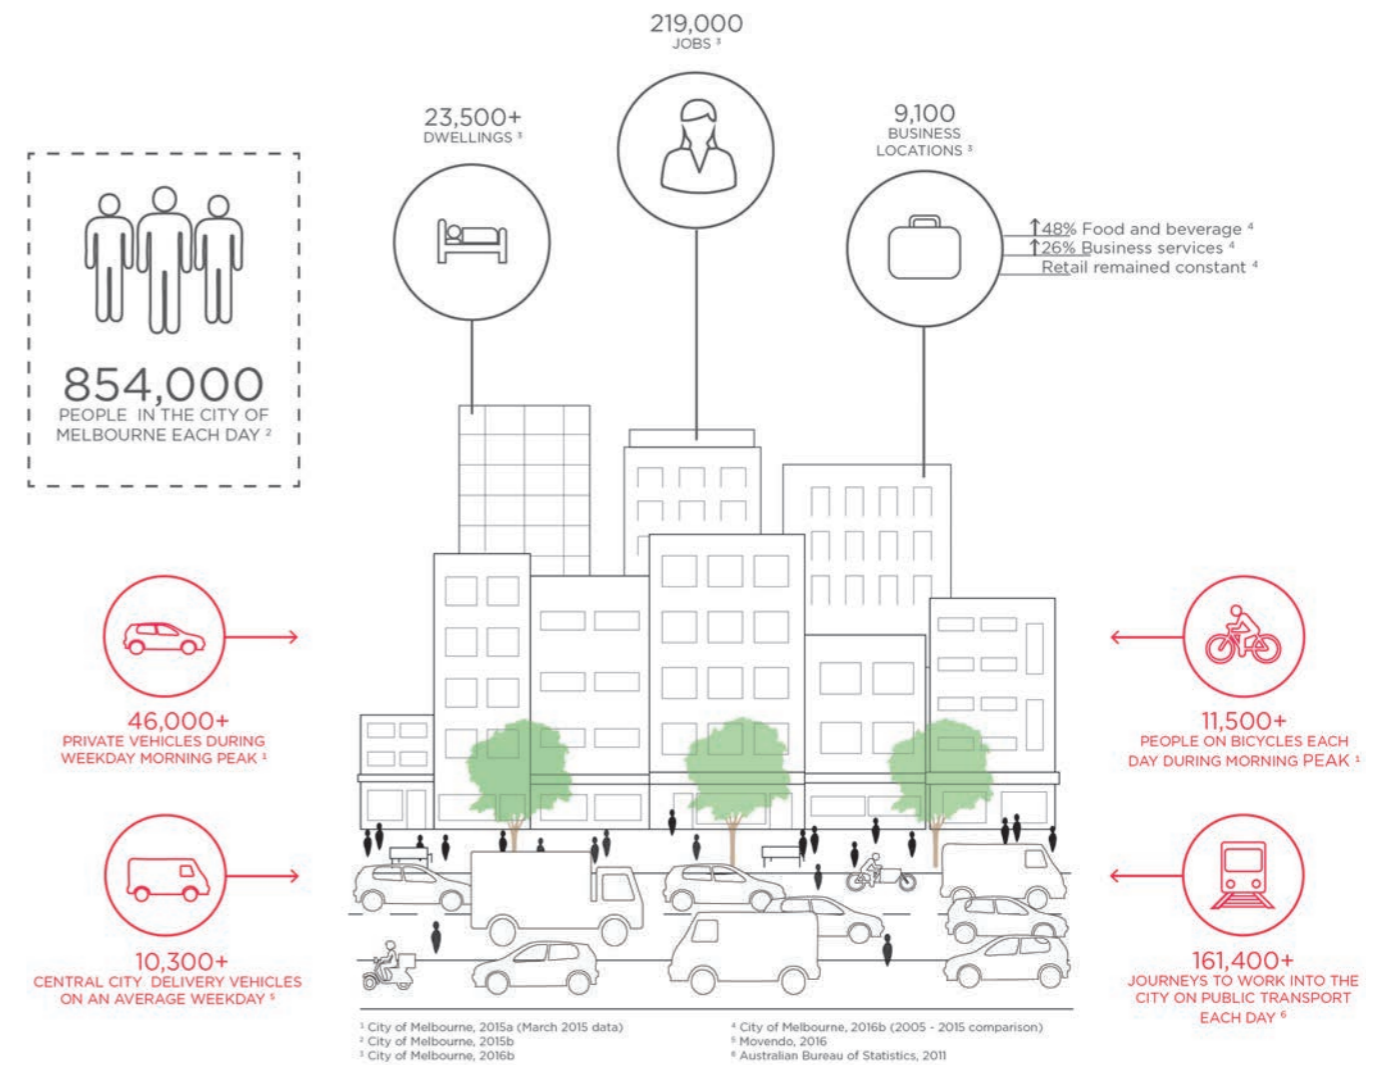 219,000
JOBS ³
23,500+
DWELLINGS ³
9,100
BUSINESS
LOCATIONS ³
↑48% Food and beverage ⁴
↑26% Business services ⁴
Retail remained constant ⁴
854,000
PEOPLE IN THE CITY OF
MELBOURNE EACH DAY ²
46,000+
PRIVATE VEHICLES DURING
WEEKDAY MORNING PEAK ¹
11,500+
PEOPLE ON BICYCLES EACH
DAY DURING MORNING PEAK ¹
10,300+
CENTRAL CITY DELIVERY VEHICLES
ON AN AVERAGE WEEKDAY ⁵
161,400+
JOURNEYS TO WORK INTO THE
CITY ON PUBLIC TRANSPORT
EACH DAY ⁶
¹ City of Melbourne, 2015a (March 2015 data)
² City of Melbourne, 2015b
³ City of Melbourne, 2016b
⁴ City of Melbourne, 2016b (2005 - 2015 comparison)
⁵ Movendo, 2016
⁶ Australian Bureau of Statistics, 2011